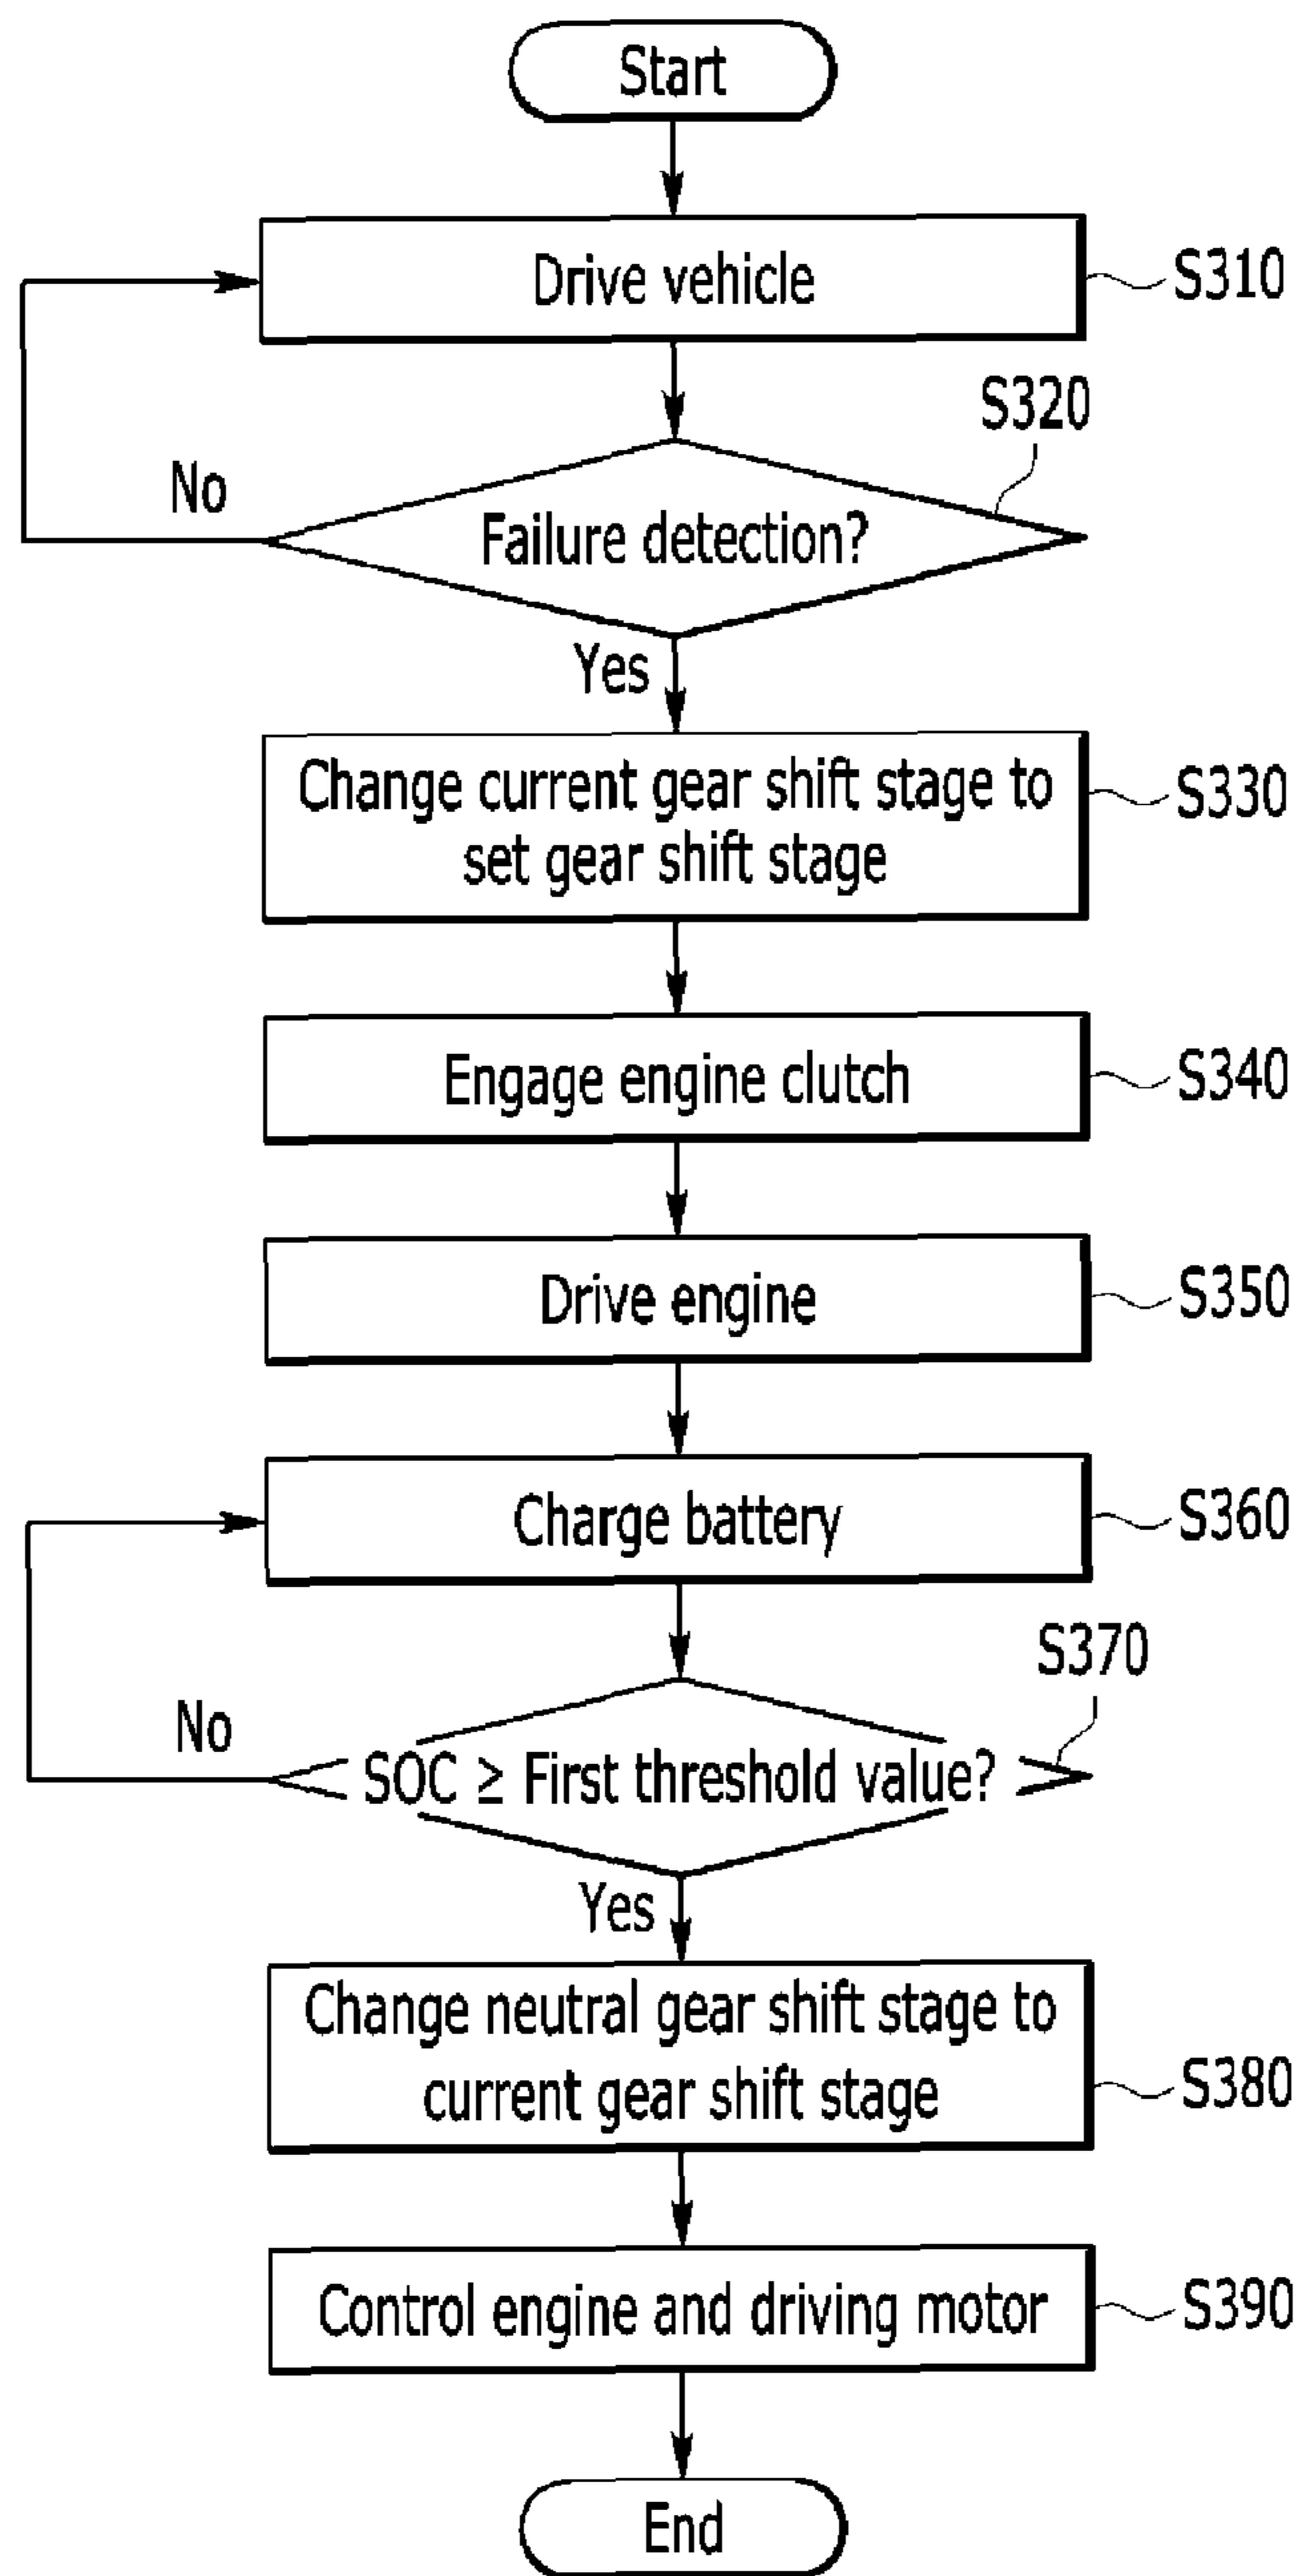 Start
Drive vehicle
S310
S320
No
Failure detection?
Yes
Change current gear shift stage to
set gear shift stage
S330
Engage engine clutch
S340
Drive engine
S350
Charge battery
S360
S370
No
SOC ≥ First threshold value?
Yes
Change neutral gear shift stage to
current gear shift stage
S380
Control engine and driving motor
S390
End